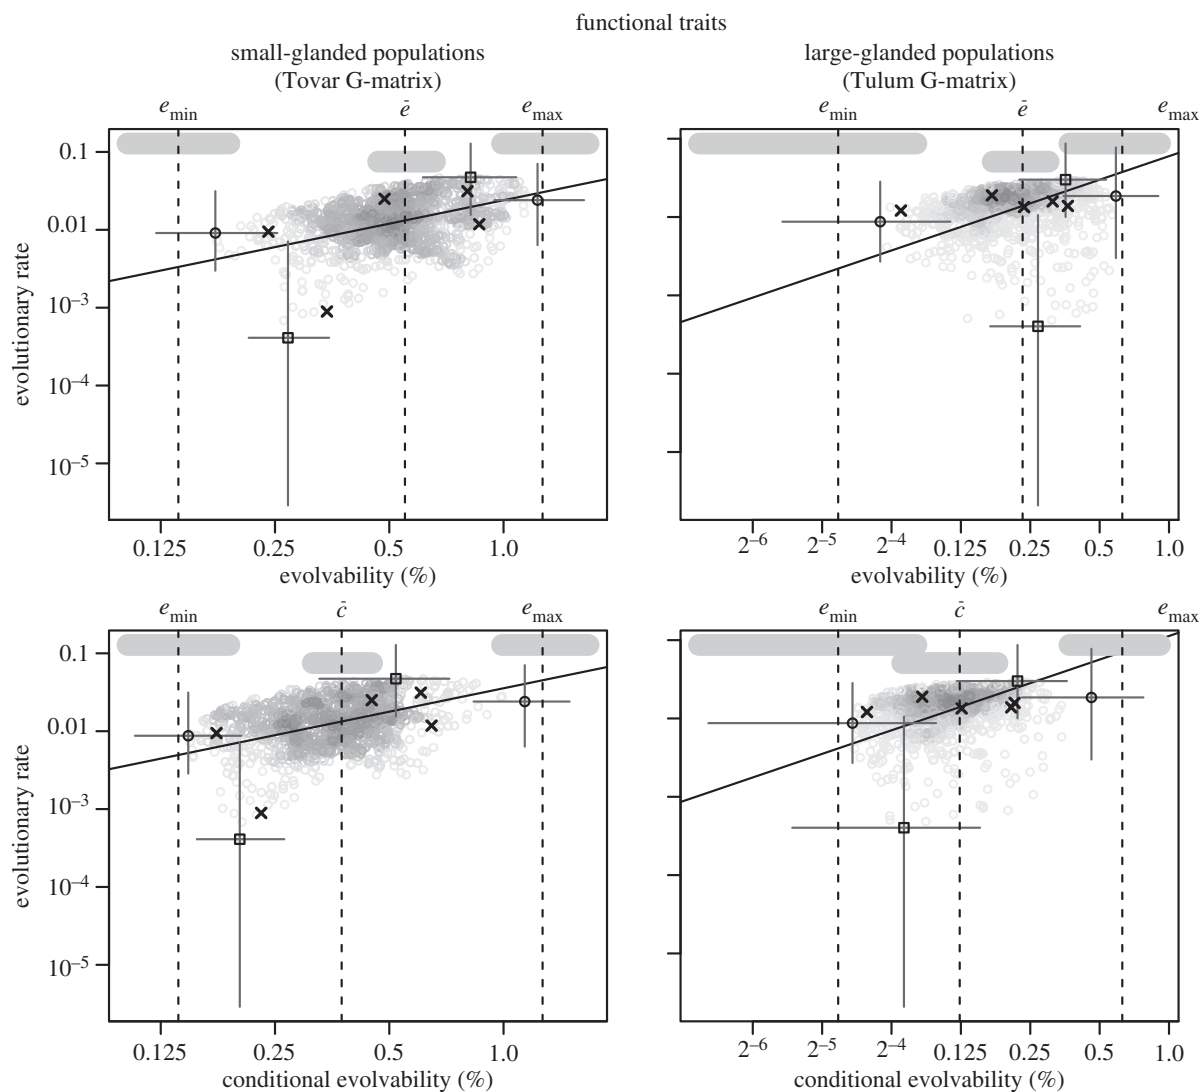 functional traits
small-glanded populations large-glanded populations
(Tovar G-matrix) (Tulum G-matrix)
e_min ē e_max e_min ē e_max
0.1
0.01
10⁻³
10⁻⁴
10⁻⁵
evolutionary rate
0.125 0.25 0.5 1.0 2⁻⁶ 2⁻⁵ 2⁻⁴ 0.125 0.25 0.5 1.0
evolvability (%) evolvability (%)
e_min c̄ e_max e_min c̄ e_max
0.1
0.01
10⁻³
10⁻⁴
10⁻⁵
evolutionary rate
0.125 0.25 0.5 1.0 2⁻⁶ 2⁻⁵ 2⁻⁴ 0.125 0.25 0.5 1.0
conditional evolvability (%) conditional evolvability (%)